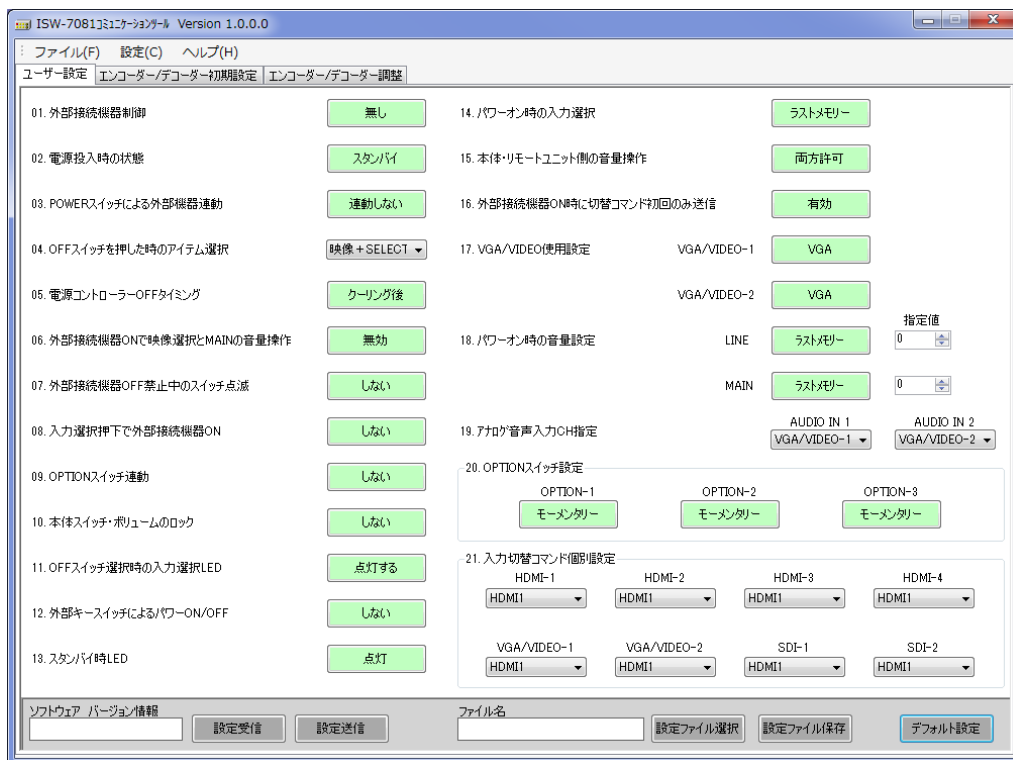 ISW-7081ｺﾐｭﾆｹｰｼｮﾝﾂｰﾙ Version 1.0.0.0
ファイル(F) 設定(C) ヘルプ(H)
ユーザー設定 エンコーダー/デコーダー初期設定 エンコーダー/デコーダー調整
01. 外部接続機器制御 無し
02. 電源投入時の状態 スタンバイ
03. POWERスイッチによる外部機器連動 連動しない
04. OFFスイッチを押した時のアイテム選択 映像+SELECT
05. 電源コントローラーOFFタイミング クーリング後
06. 外部接続機器ONで映像選択とMAINの音量操作 無効
07. 外部接続機器OFF禁止中のスイッチ点滅 しない
08. 入力選択押下で外部接続機器ON しない
09. OPTIONスイッチ連動 しない
10. 本体スイッチ・ボリュームのロック しない
11. OFFスイッチ選択時の入力選択LED 点灯する
12. 外部キースイッチによるパワーON/OFF しない
13. スタンバイ時LED 点灯
14. パワーオン時の入力選択 ラストメモリー
15. 本体・リモートユニット側の音量操作 両方許可
16. 外部接続機器ON時に切替コマンド初回のみ送信 有効
17. VGA/VIDEO使用設定 VGA/VIDEO-1 VGA
VGA/VIDEO-2 VGA
指定値
18. パワーオン時の音量設定 LINE ラストメモリー 0
MAIN ラストメモリー 0
AUDIO IN 1 AUDIO IN 2
19. アナログ音声入力CH指定 VGA/VIDEO-1 VGA/VIDEO-2
20. OPTIONスイッチ設定
OPTION-1 OPTION-2 OPTION-3
モーメンタリー モーメンタリー モーメンタリー
21. 入力切替コマンド個別設定
HDMI-1 HDMI-2 HDMI-3 HDMI-4
HDMI1 HDMI1 HDMI1 HDMI1
VGA/VIDEO-1 VGA/VIDEO-2 SDI-1 SDI-2
HDMI1 HDMI1 HDMI1 HDMI1
ソフトウェア バージョン情報 ファイル名
設定受信 設定送信 設定ファイル選択 設定ファイル保存 デフォルト設定